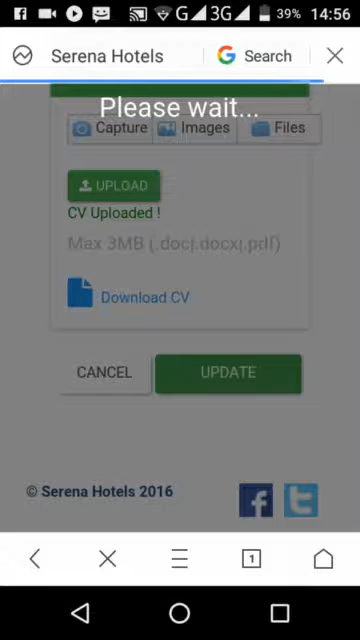 G 3G 39% 14:56
Serena Hotels
Search
Please wait...
Capture Images Files
UPLOAD
CV Uploaded !
Max 3MB (.doc|.docx|.pdf)
Download CV
CANCEL UPDATE
© Serena Hotels 2016
1